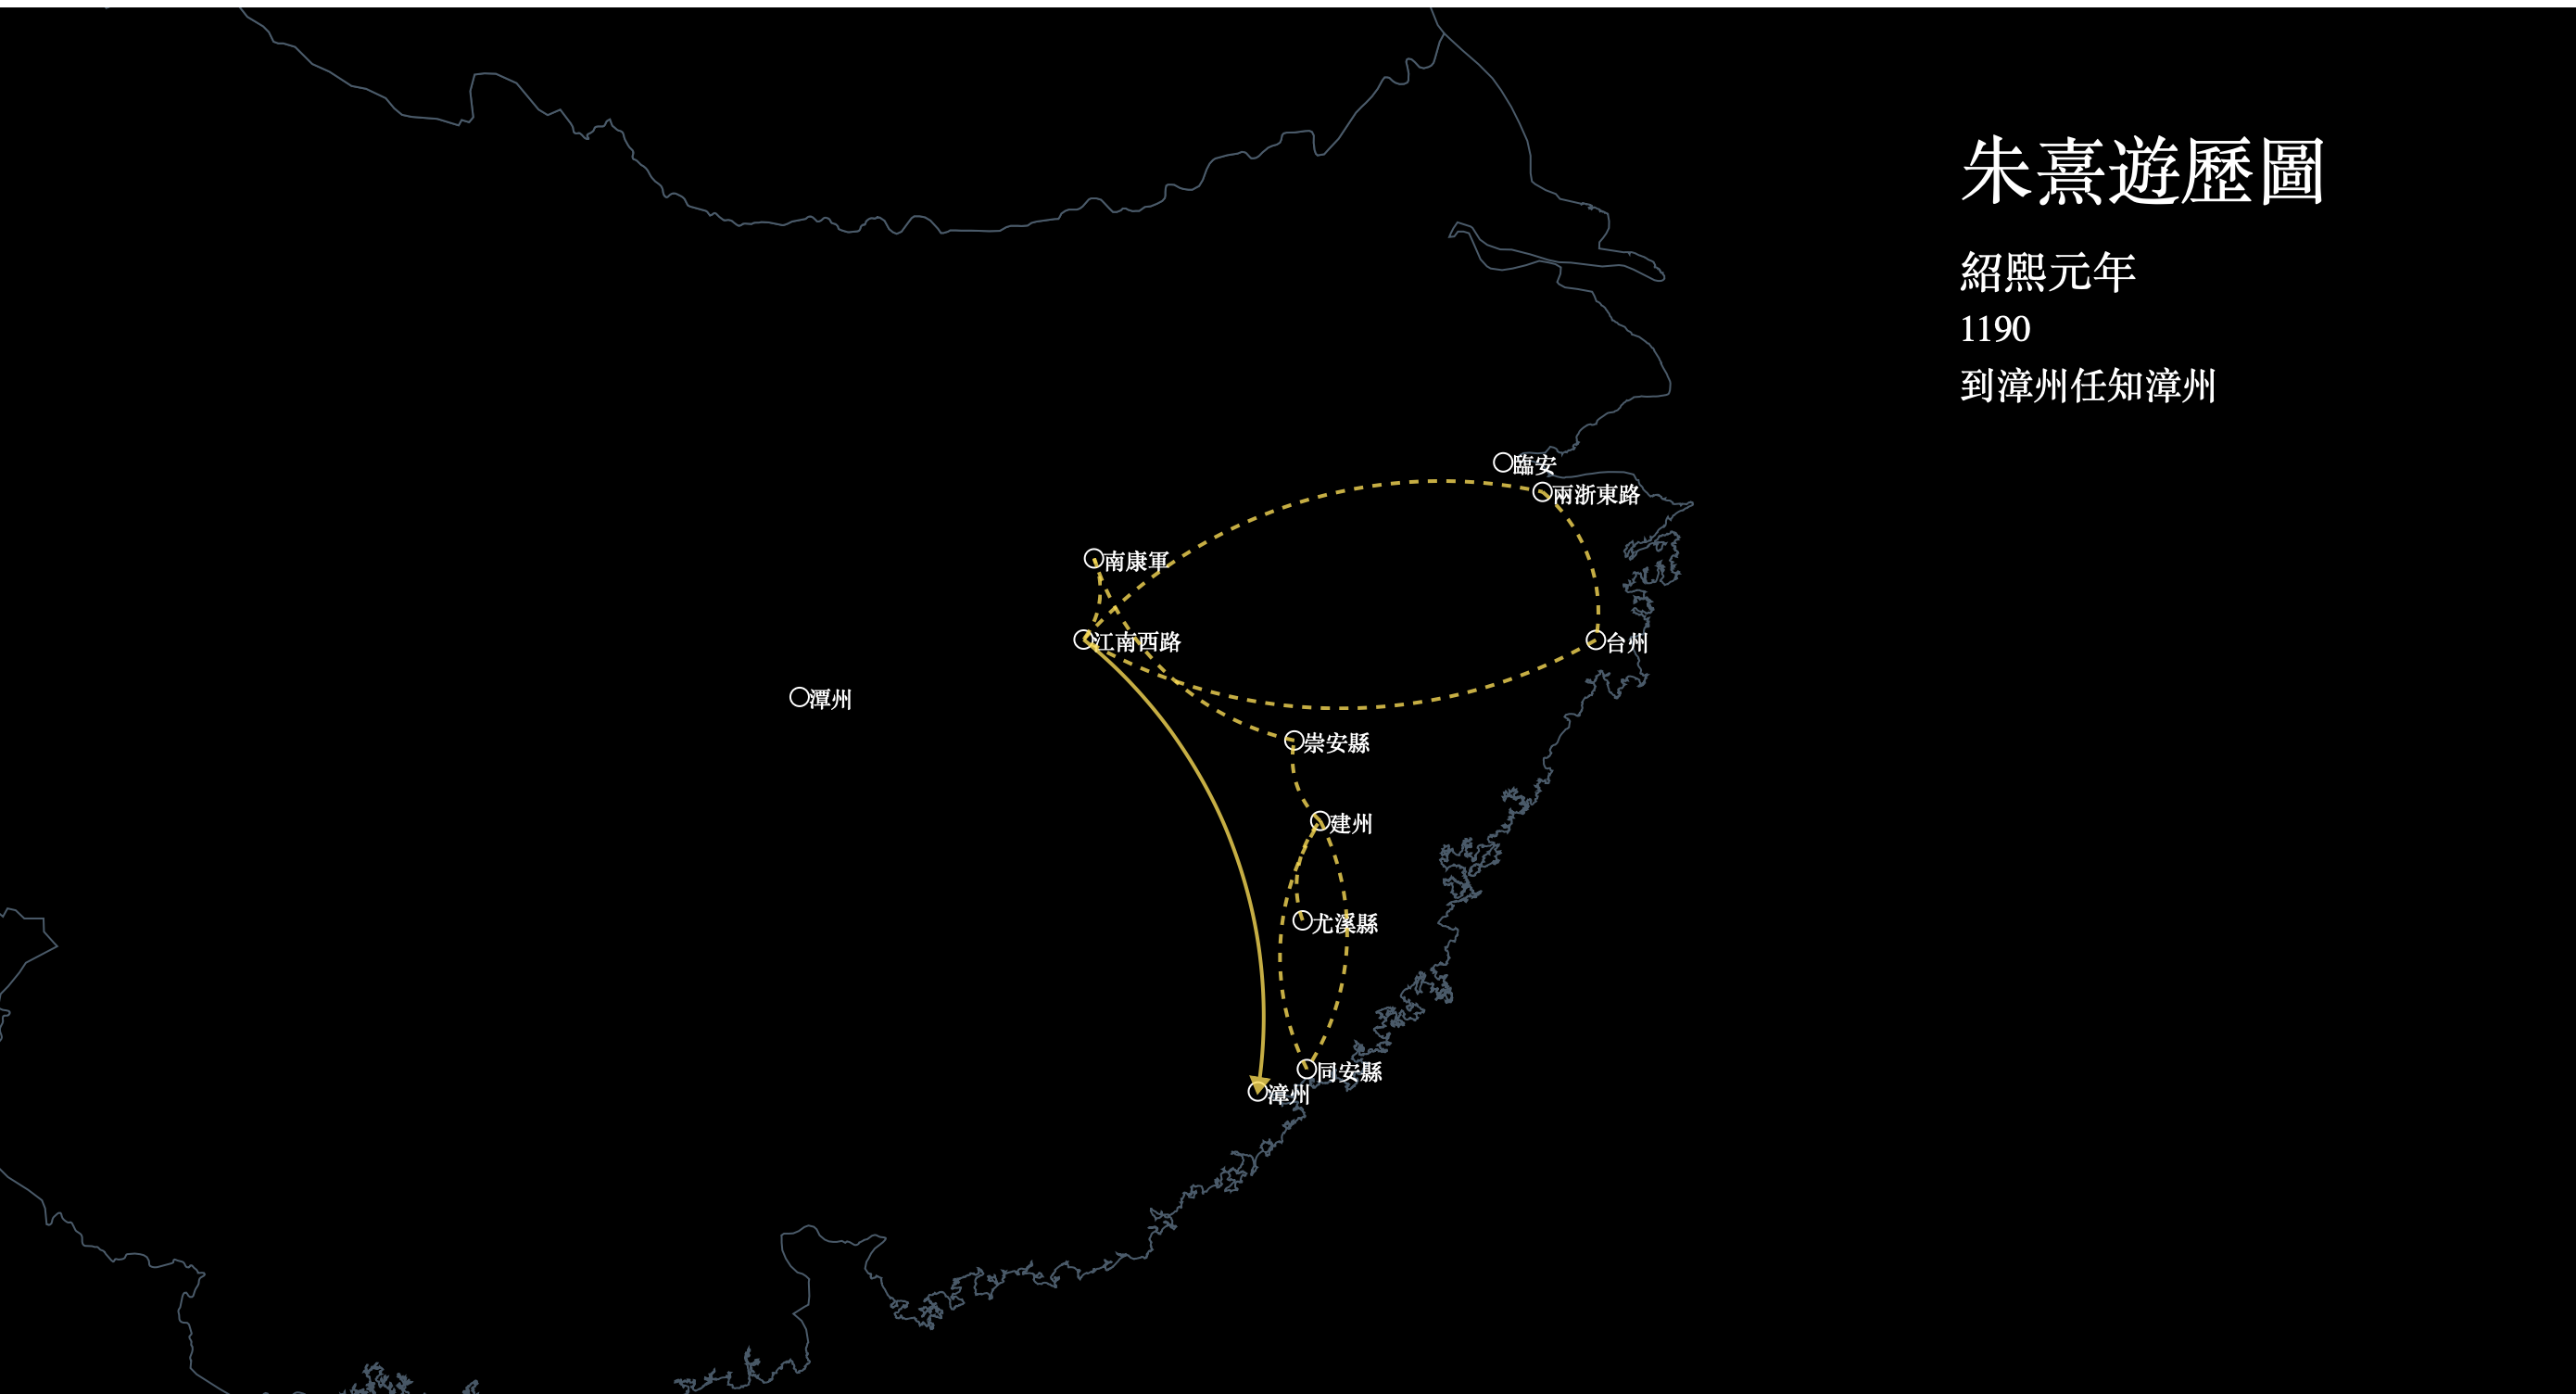 朱熹遊歷圖
紹熙元年
1190
到漳州任知漳州
臨安
兩浙東路
南康軍
江南西路
台州
潭州
崇安縣
建州
尤溪縣
同安縣
漳州